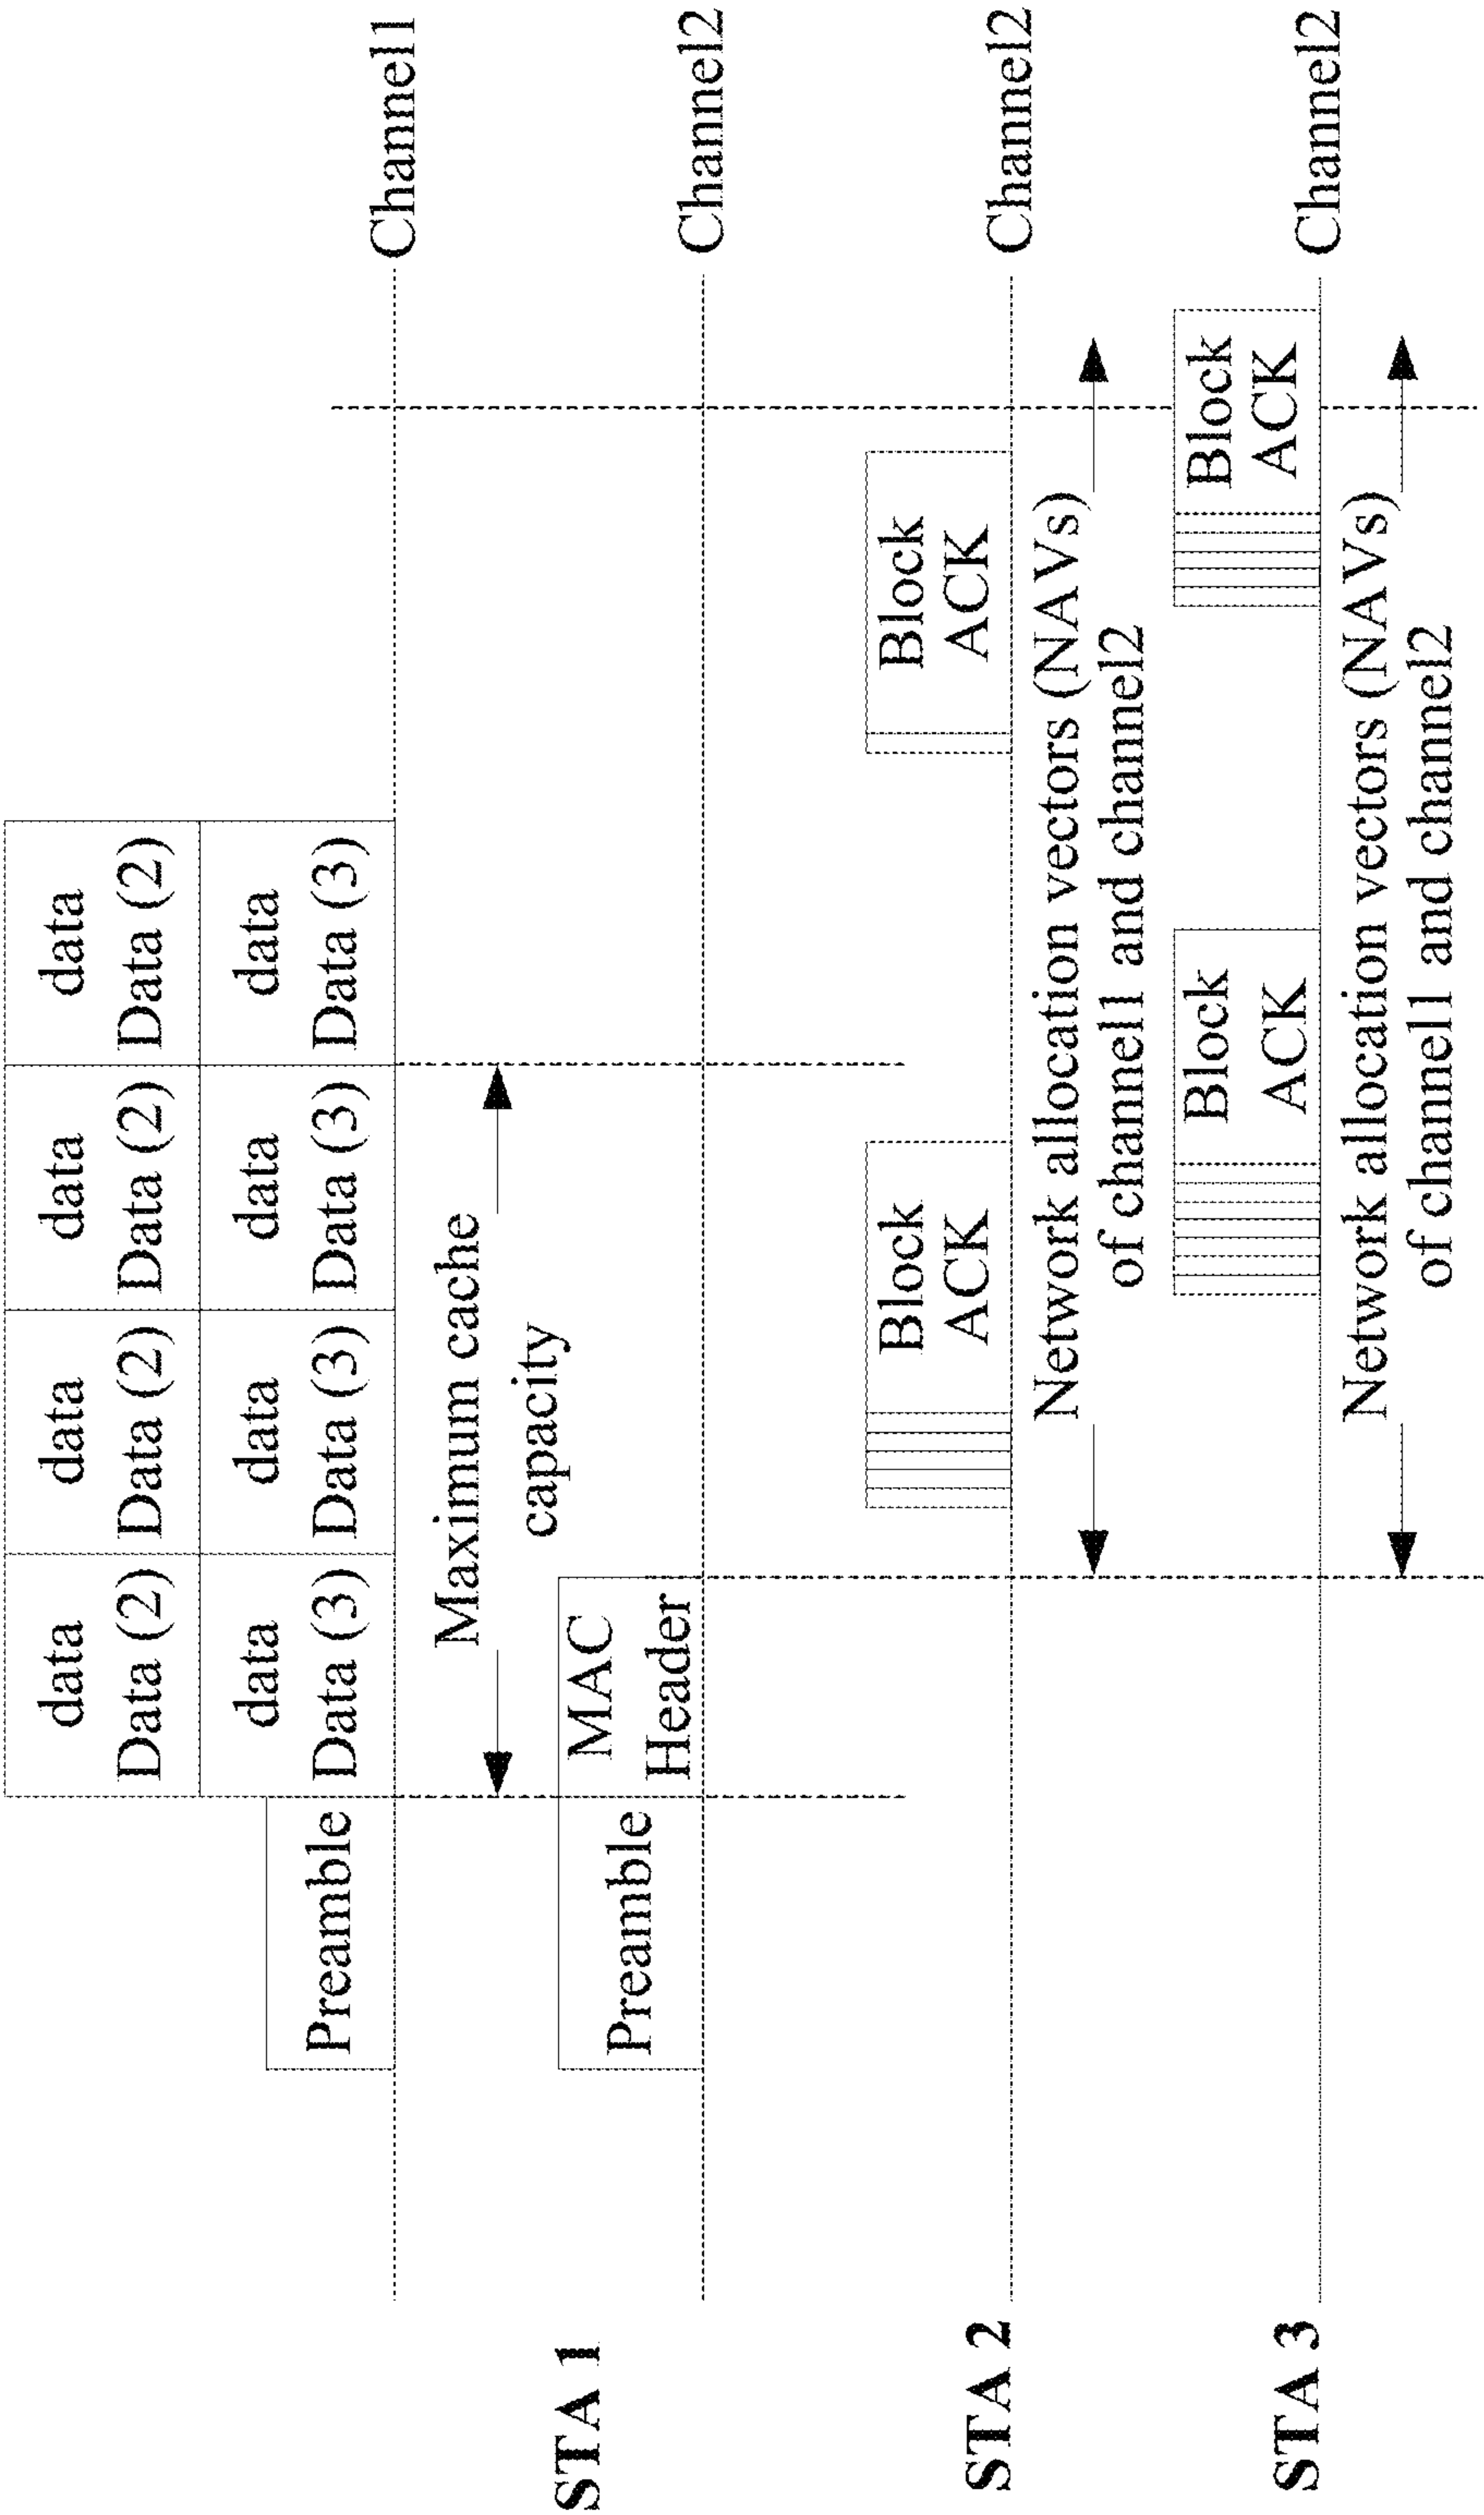 data
Data (2)
data
Data (2)
data
Data (2)
data
Data (2)
Preamble
data
Data (3)
data
Data (3)
data
Data (3)
data
Data (3)
Channel1
Maximum cache
capacity
STA 1
Preamble
MAC
Header
Channel2
Block
ACK
Block
ACK
STA 2
Channel2
Network allocation vectors (NAVs)
of channel1 and channel2
Block
ACK
Block
ACK
STA 3
Channel2
Network allocation vectors (NAVs)
of channel1 and channel2